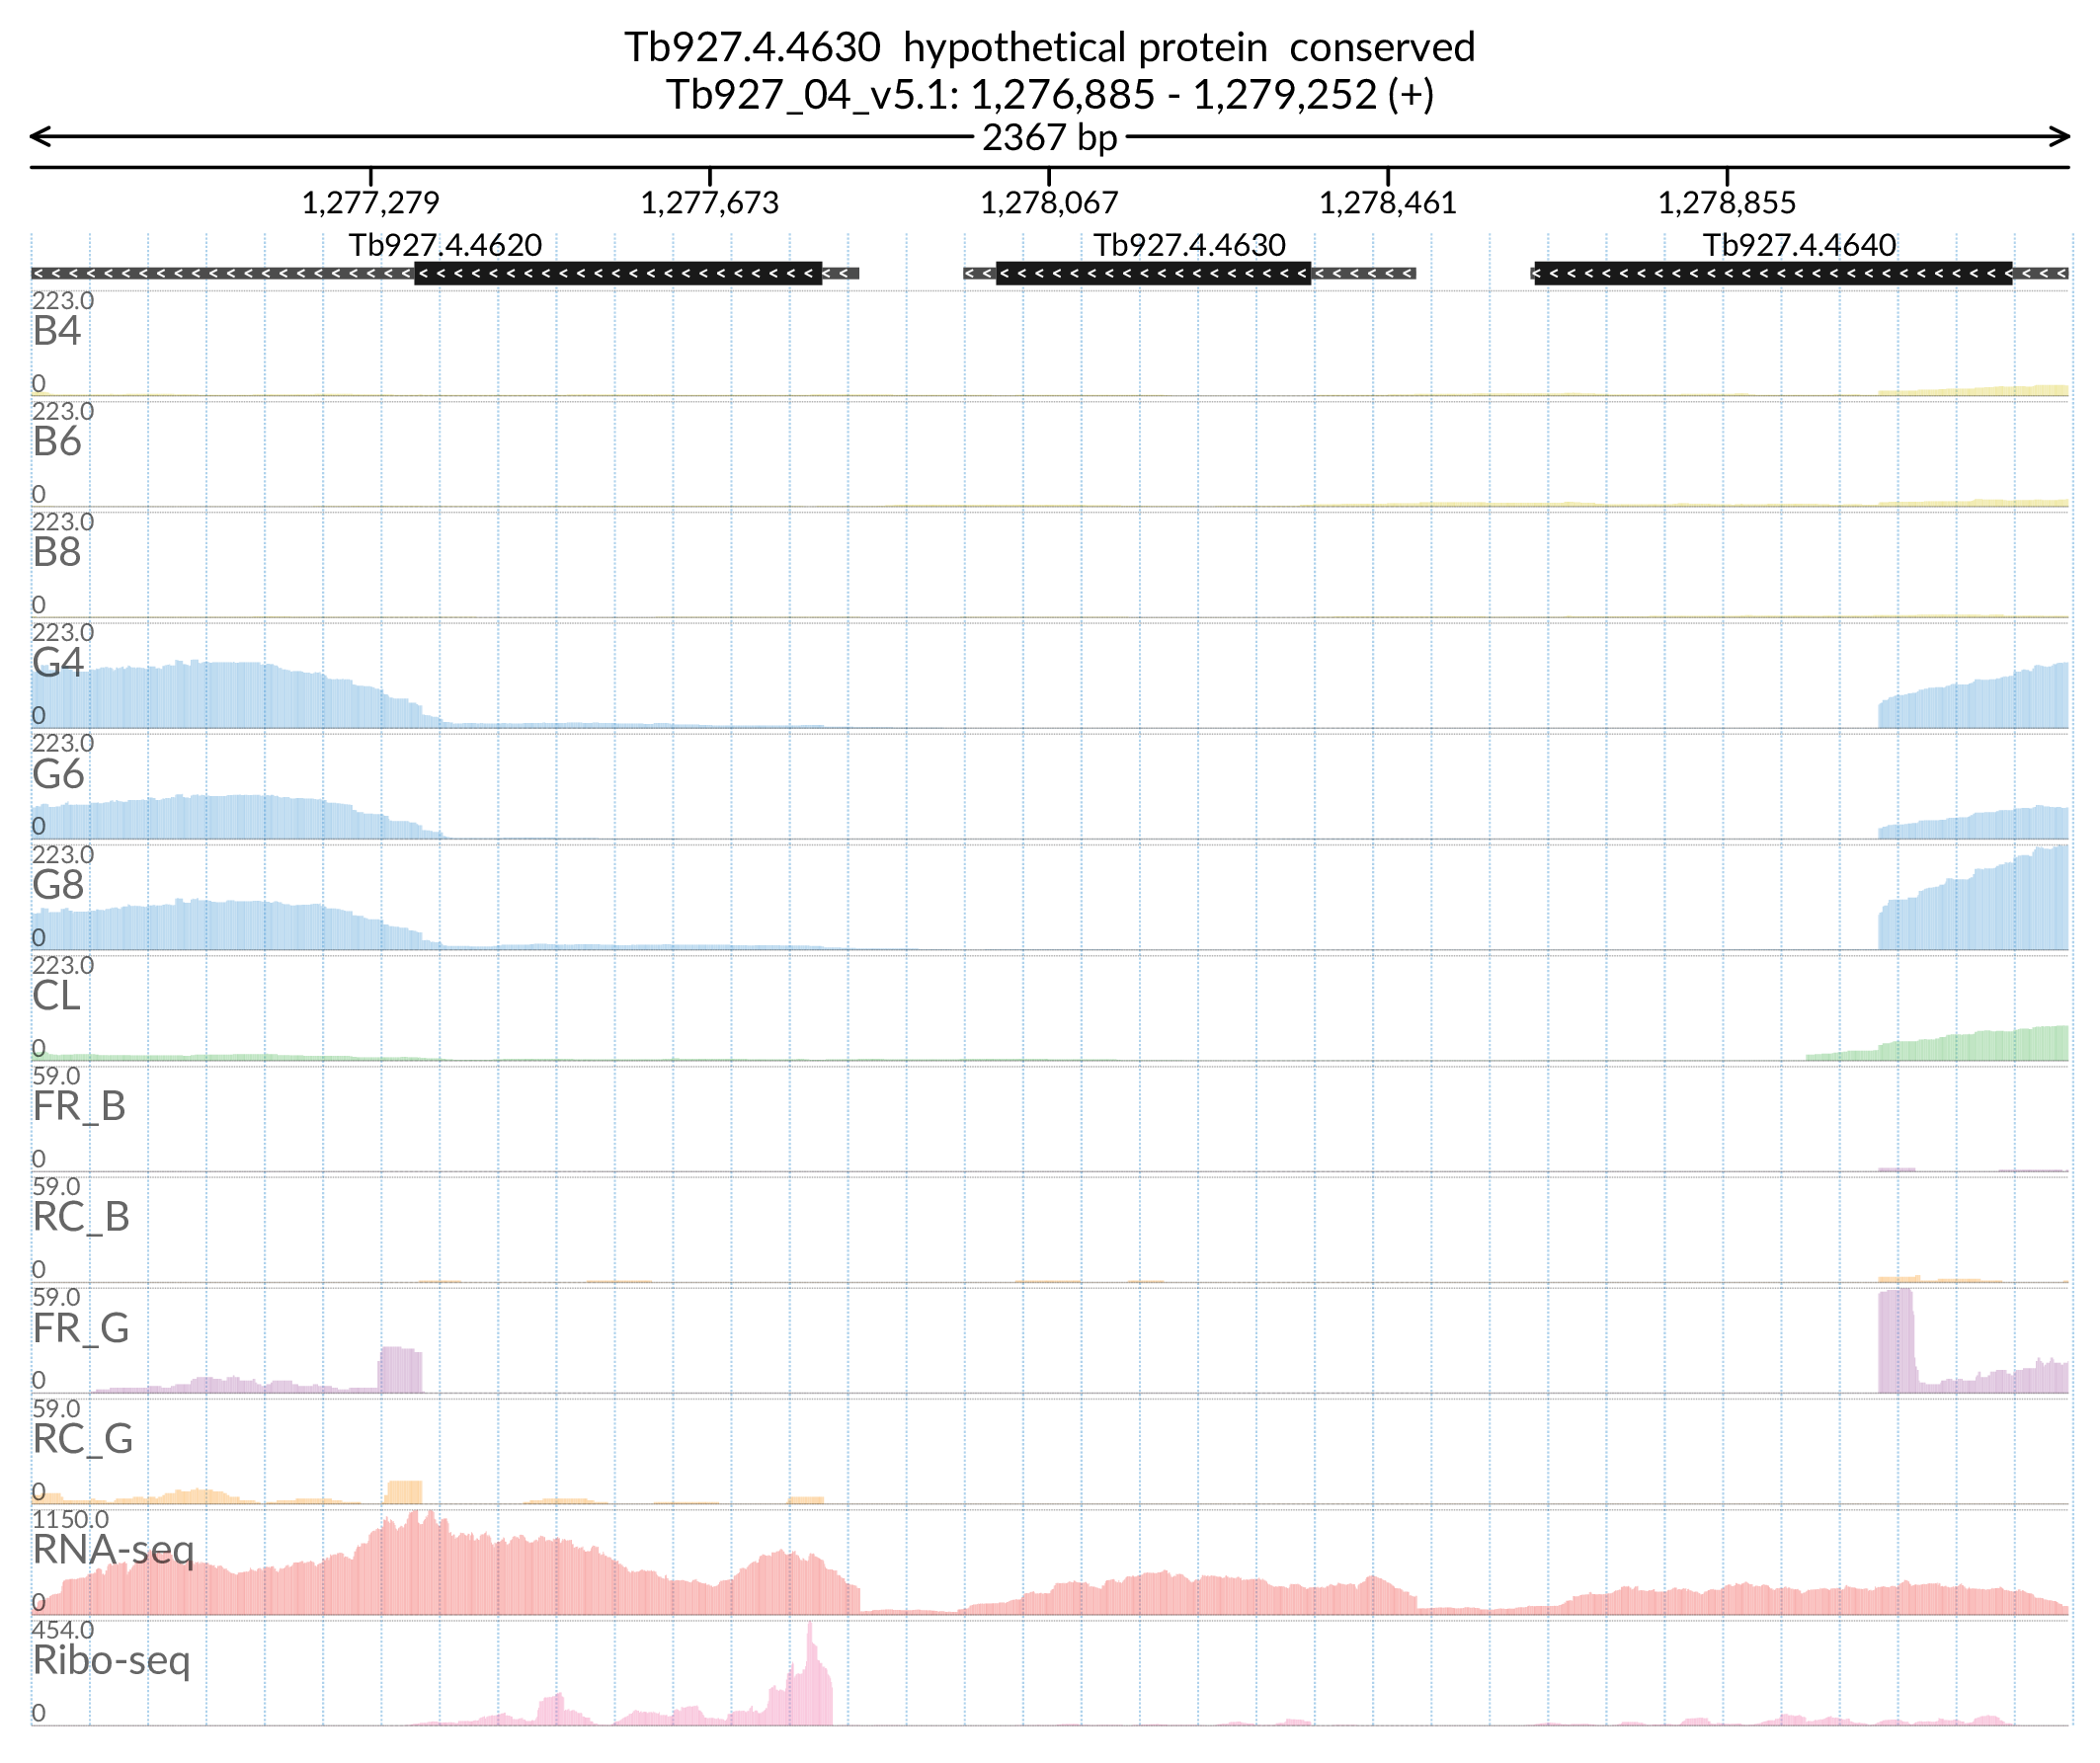 Tb927.4.4630  hypothetical protein  conserved
Tb927_04_v5.1: 1,276,885 - 1,279,252 (+)
2367 bp
1,277,279 1,277,673 1,278,067 1,278,461 1,278,855
Tb927.4.4620 Tb927.4.4630 Tb927.4.4640
223.0
B4
0
223.0
B6
0
223.0
B8
0
223.0
G4
0
223.0
G6
0
223.0
G8
0
223.0
CL
0
59.0
FR_B
0
59.0
RC_B
0
59.0
FR_G
0
59.0
RC_G
0
1150.0
RNA-seq
0
454.0
Ribo-seq
0